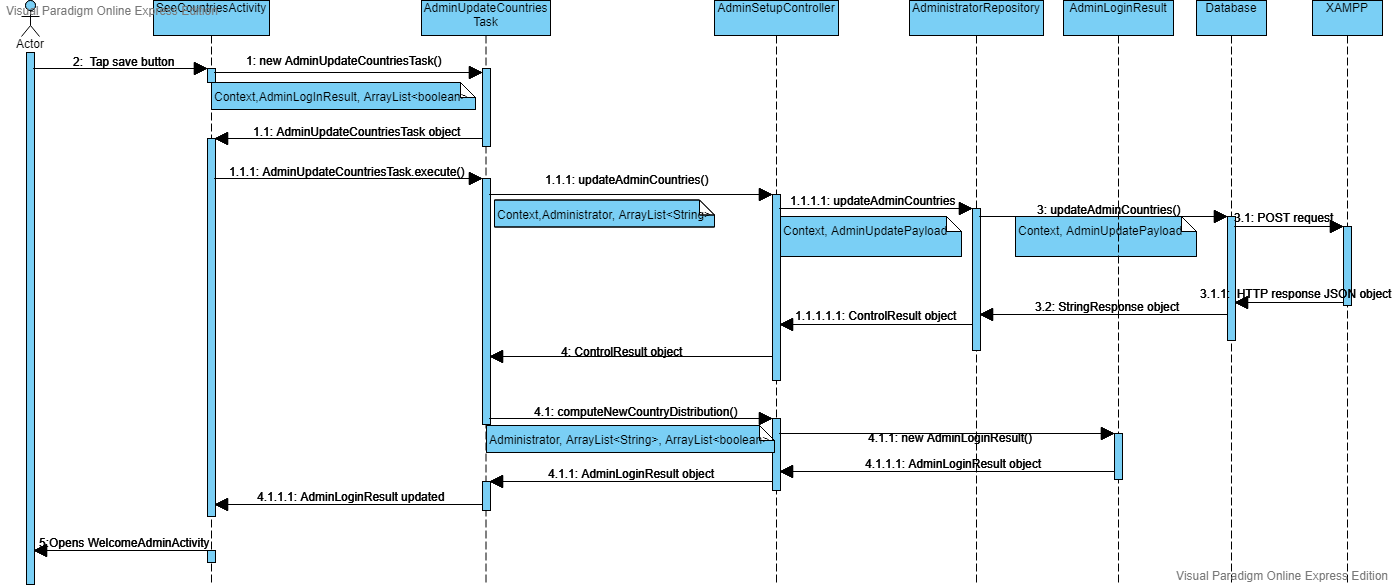 Visual Paradigm Online Express Edition
SeeCountriesActivity
AdminUpdateCountries
Task
AdminSetupController
AdministratorRepository
AdminLoginResult
Database
XAMPP
Actor
2: Tap save button
1: new AdminUpdateCountriesTask()
Context,AdminLogInResult, ArrayList<boolean>
1.1: AdminUpdateCountriesTask object
1.1.1: AdminUpdateCountriesTask.execute()
1.1.1: updateAdminCountries()
Context,Administrator, ArrayList<String>
1.1.1.1: updateAdminCountries
Context, AdminUpdatePayload
3: updateAdminCountries()
Context, AdminUpdatePayload
3.1: POST request
3.1.1: HTTP response JSON object
3.2: StringResponse object
1.1.1.1.1: ControlResult object
4: ControlResult object
4.1: computeNewCountryDistribution()
Administrator, ArrayList<String>, ArrayList<boolean>
4.1.1: new AdminLoginResult()
4.1.1.1: AdminLoginResult object
4.1.1: AdminLoginResult object
4.1.1.1: AdminLoginResult updated
5:Opens WelcomeAdminActivity
Visual Paradigm Online Express Edition